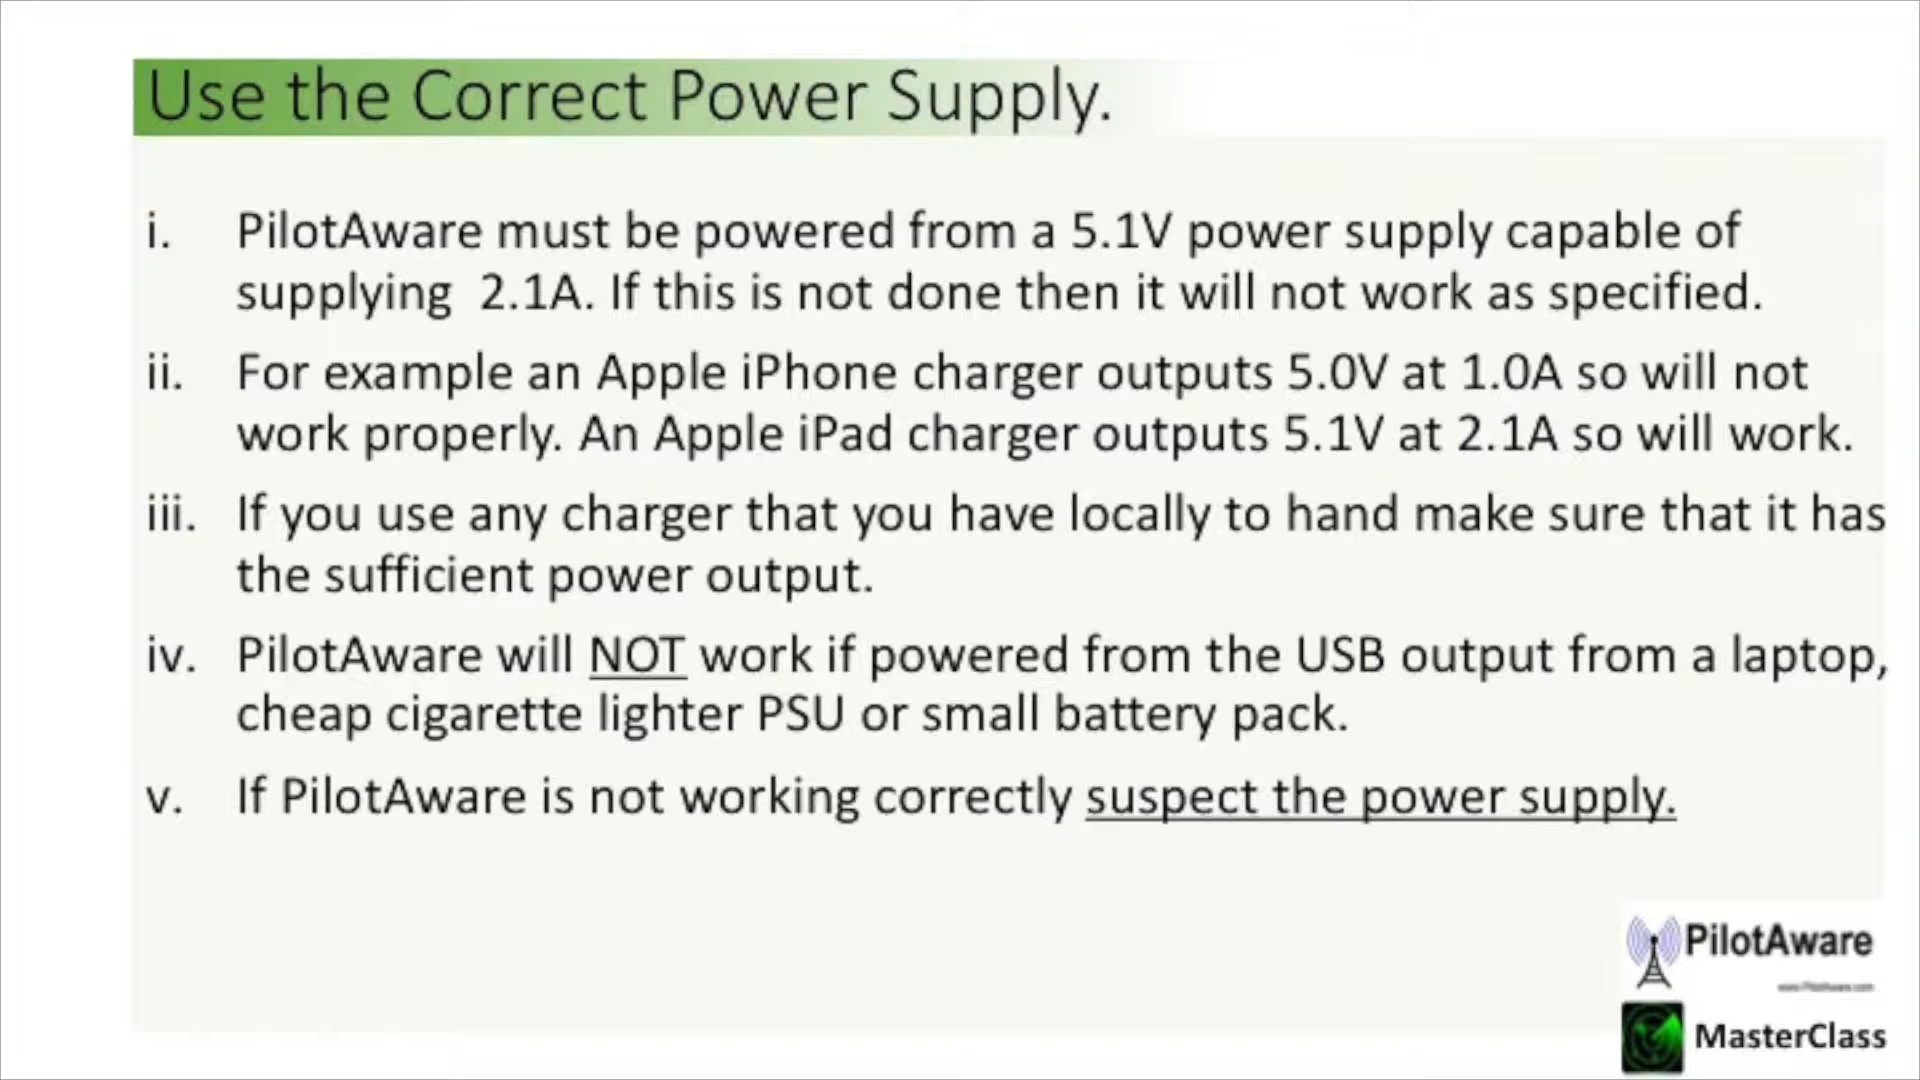 Use the Correct Power Supply.
i. PilotAware must be powered from a 5.1V power supply capable of
supplying 2.1A. If this is not done then it will not work as specified.
ii. For example an Apple iPhone charger outputs 5.0V at 1.0A so will not
work properly. An Apple iPad charger outputs 5.1V at 2.1A so will work.
iii. If you use any charger that you have locally to hand make sure that it has
the sufficient power output.
iv. PilotAware will NOT work if powered from the USB output from a laptop,
cheap cigarette lighter PSU or small battery pack.
v. If PilotAware is not working correctly suspect the power supply.
PilotAware
MasterClass